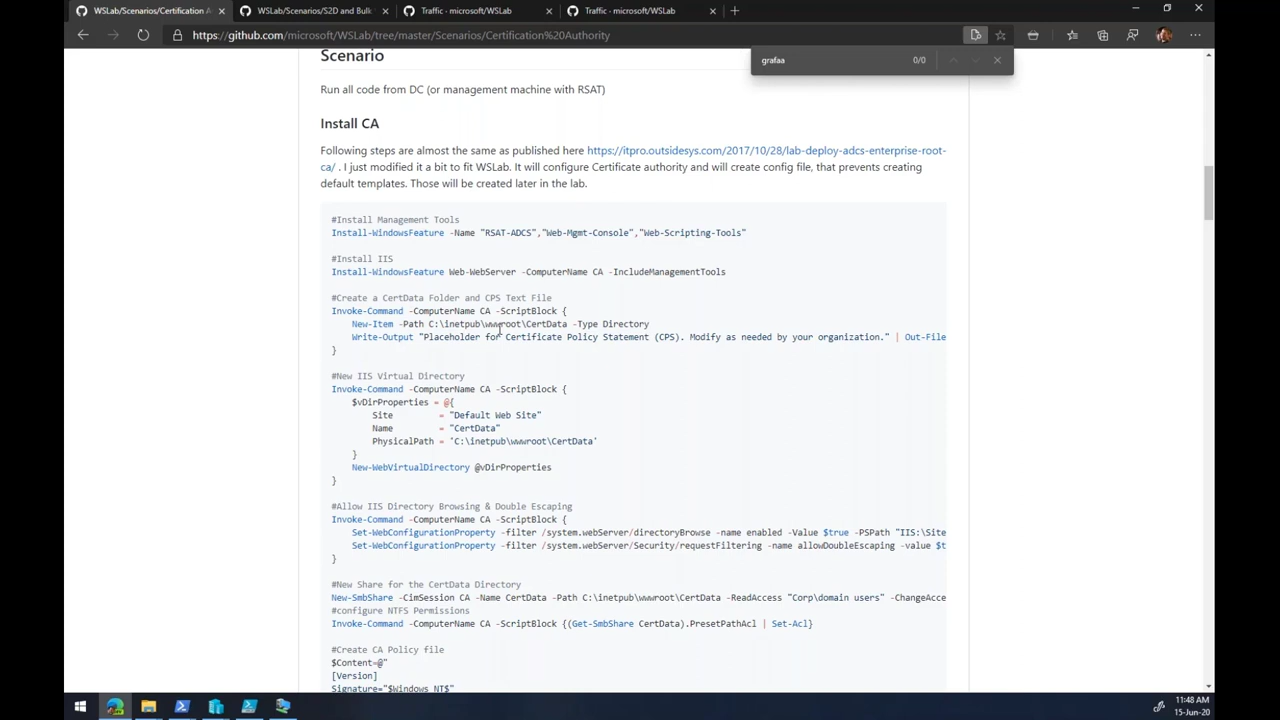 WSLab/Scenarios/Certification A
WSLab/Scenarios/S2D and Bulk
Traffic · microsoft/WSLab
Traffic · microsoft/WSLab
https://github.com/microsoft/WSLab/tree/master/Scenarios/Certification%20Authority
grafaa
0/0
Scenario
Run all code from DC (or management machine with RSAT)
Install CA
Following steps are almost the same as published here https://itpro.outsidesys.com/2017/10/28/lab-deploy-adcs-enterprise-root-
ca/ . I just modified it a bit to fit WSLab. It will configure Certificate authority and will create config file, that prevents creating
default templates. Those will be created later in the lab.
#Install Management Tools
Install-WindowsFeature -Name "RSAT-ADCS","Web-Mgmt-Console","Web-Scripting-Tools"
#Install IIS
Install-WindowsFeature Web-WebServer -ComputerName CA -IncludeManagementTools
#Create a CertData Folder and CPS Text File
Invoke-Command -ComputerName CA -ScriptBlock {
New-Item -Path C:\inetpub\wwwroot\CertData -Type Directory
Write-Output "Placeholder for Certificate Policy Statement (CPS). Modify as needed by your organization." | Out-File
}
#New IIS Virtual Directory
Invoke-Command -ComputerName CA -ScriptBlock {
$vDirProperties = @{
Site = "Default Web Site"
Name = "CertData"
PhysicalPath = 'C:\inetpub\wwwroot\CertData'
}
New-WebVirtualDirectory @vDirProperties
}
#Allow IIS Directory Browsing & Double Escaping
Invoke-Command -ComputerName CA -ScriptBlock {
Set-WebConfigurationProperty -filter /system.webServer/directoryBrowse -name enabled -Value $true -PSPath "IIS:\Site
Set-WebConfigurationProperty -filter /system.webServer/Security/requestFiltering -name allowDoubleEscaping -value $t
}
#New Share for the CertData Directory
New-SmbShare -CimSession CA -Name CertData -Path C:\inetpub\wwwroot\CertData -ReadAccess "Corp\domain users" -ChangeAcce
#configure NTFS Permissions
Invoke-Command -ComputerName CA -ScriptBlock {(Get-SmbShare CertData).PresetPathAcl | Set-Acl}
#Create CA Policy file
$Content=@"
[Version]
Signature="$Windows NT$"
11:48 AM
15-Jun-20